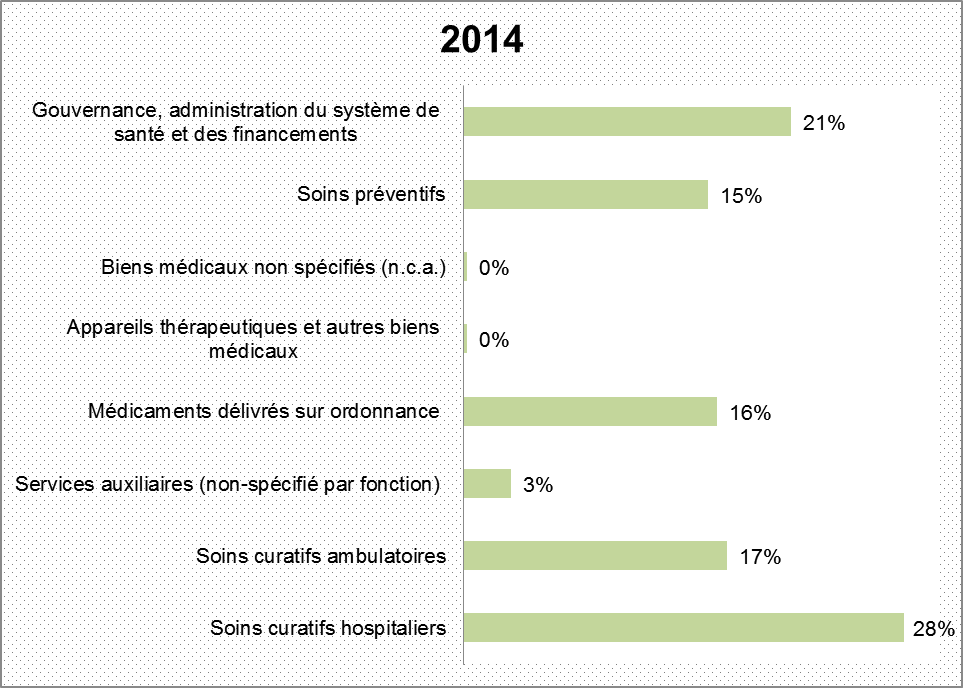 2014
Gouvernance, administration du système de
santé et des financements
21%
Soins préventifs
15%
Biens médicaux non spécifiés (n.c.a.)
0%
Appareils thérapeutiques et autres biens
médicaux
0%
Médicaments délivrés sur ordonnance
16%
Services auxiliaires (non-spécifié par fonction)
3%
Soins curatifs ambulatoires
17%
Soins curatifs hospitaliers
28%